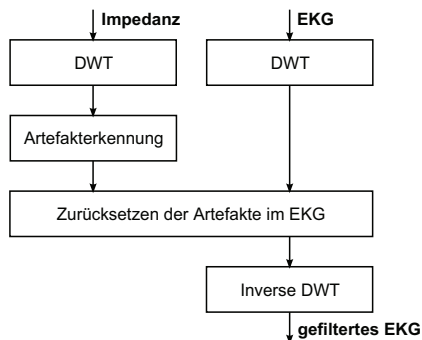 Impedanz
EKG
DWT
DWT
Artefakterkennung
Zurücksetzen der Artefakte im EKG
Inverse DWT
gefiltertes EKG